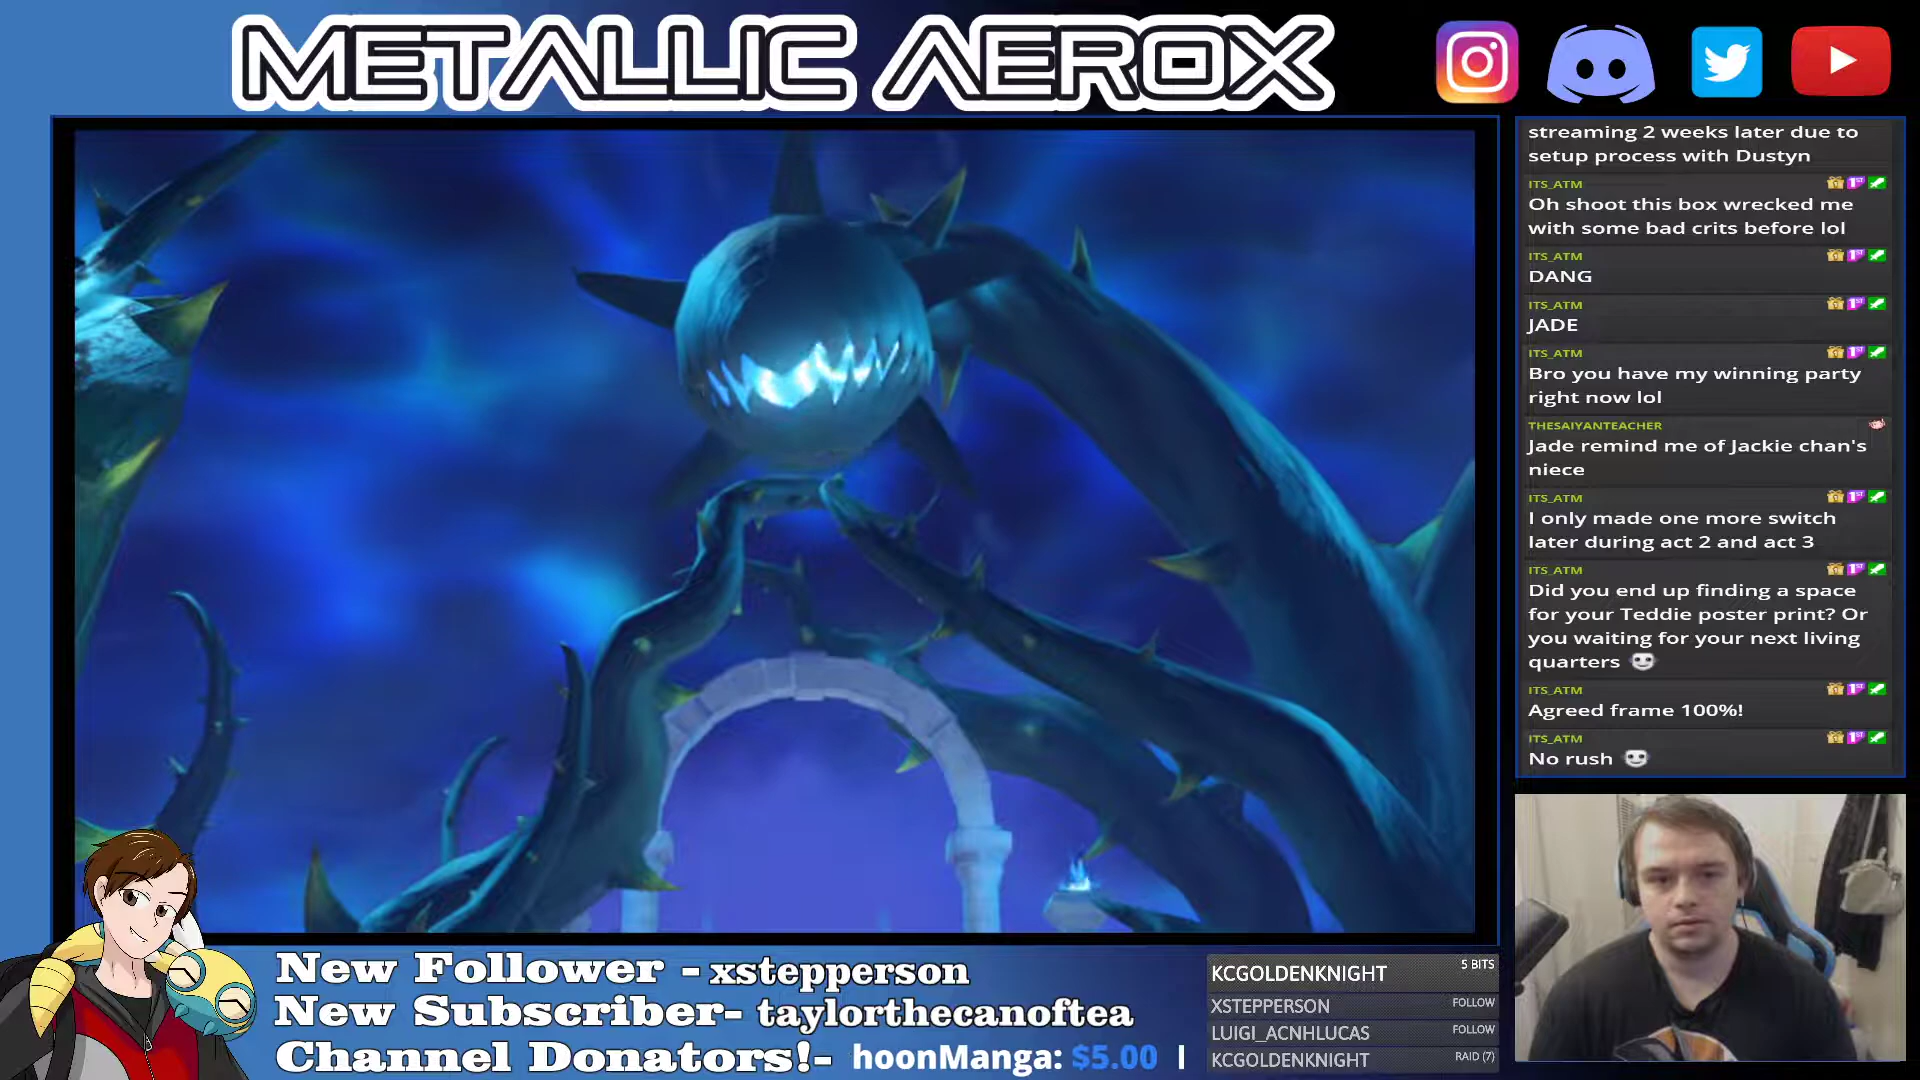 METALLIC AEROX
streaming 2 weeks later due to
setup process with Dustyn
ITS_ATM
Oh shoot this box wrecked me
with some bad crits before lol
ITS_ATM
DANG
ITS_ATM
JADE
ITS_ATM
Bro you have my winning party
right now lol
THESAIYANTEACHER
Jade remind me of Jackie chan's
niece
ITS_ATM
I only made one more switch
later during act 2 and act 3
ITS_ATM
Did you end up finding a space
for your Teddie poster print? Or
you waiting for your next living
quarters
ITS_ATM
Agreed frame 100%!
ITS_ATM
No rush
New Follower - xstepperson
New Subscriber- taylorthecanoftea
Channel Donators!- hoonManga: $5.00 |
KCGOLDENKNIGHT 5 BITS
XSTEPPERSON FOLLOW
LUIGI_ACNHLUCAS FOLLOW
KCGOLDENKNIGHT RAID (7)